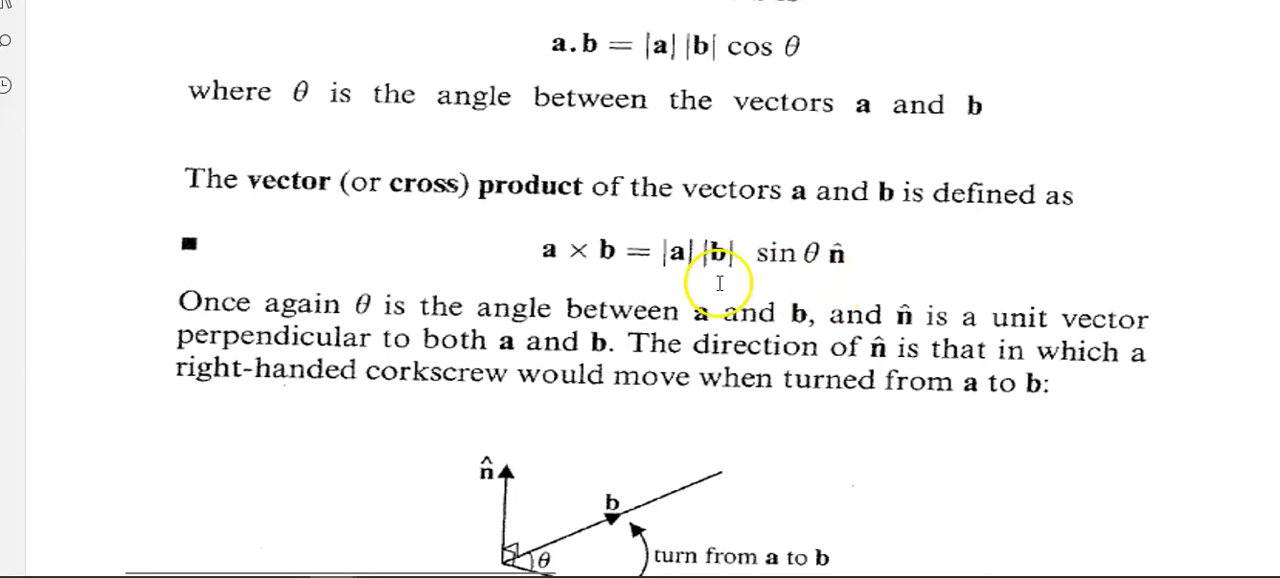 a.b = |a| |b| cos θ
where θ is the angle between the vectors a and b
The vector (or cross) product of the vectors a and b is defined as
■ a × b = |a| |b| sin θ n̂
Once again θ is the angle between a and b, and n̂ is a unit vector
perpendicular to both a and b. The direction of n̂ is that in which a
right-handed corkscrew would move when turned from a to b:
n̂
b
θ
turn from a to b